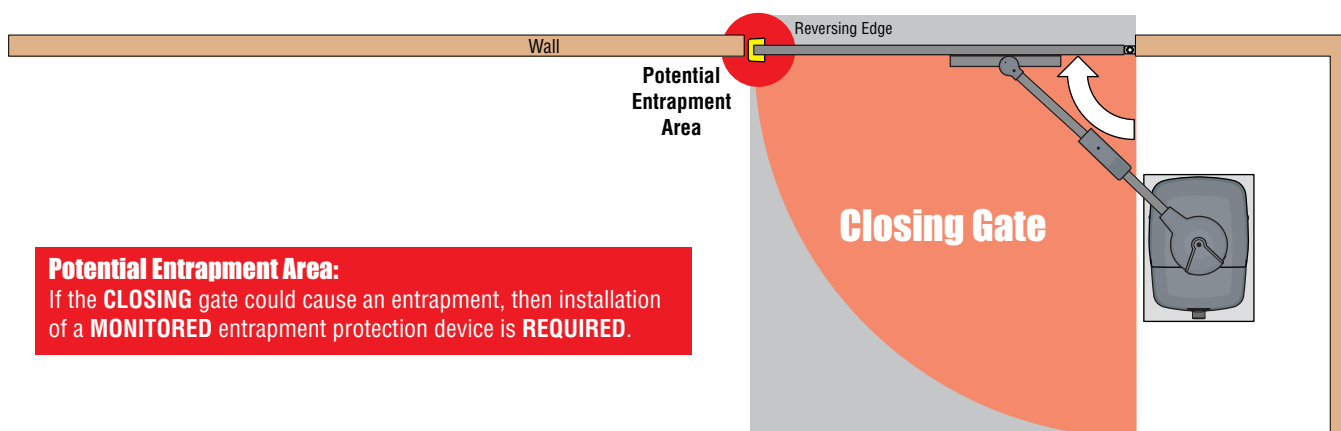 Reversing Edge
Wall
Potential
Entrapment
Area
Closing Gate
Potential Entrapment Area:
If the CLOSING gate could cause an entrapment, then installation
of a MONITORED entrapment protection device is REQUIRED.